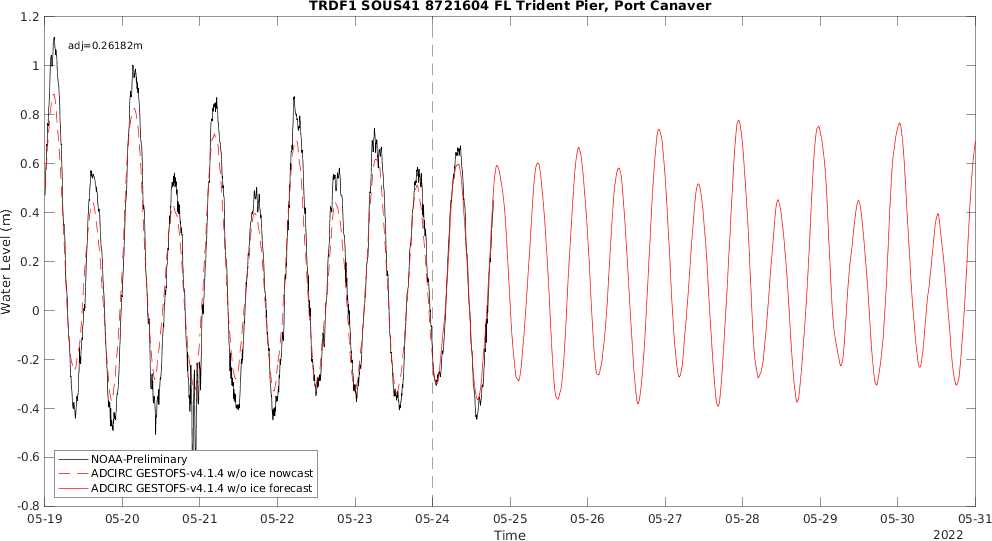 TRDF1 SOUS41 8721604 FL Trident Pier, Port Canaver
adj=0.26182m
1.2
1
0.8
0.6
0.4
0.2
0
-0.2
-0.4
-0.6
-0.8
Water Level (m)
NOAA-Preliminary
ADCIRC GESTOFS-v4.1.4 w/o ice nowcast
ADCIRC GESTOFS-v4.1.4 w/o ice forecast
05-19 05-20 05-21 05-22 05-23 05-24 05-25 05-26 05-27 05-28 05-29 05-30 05-31
Time
2022